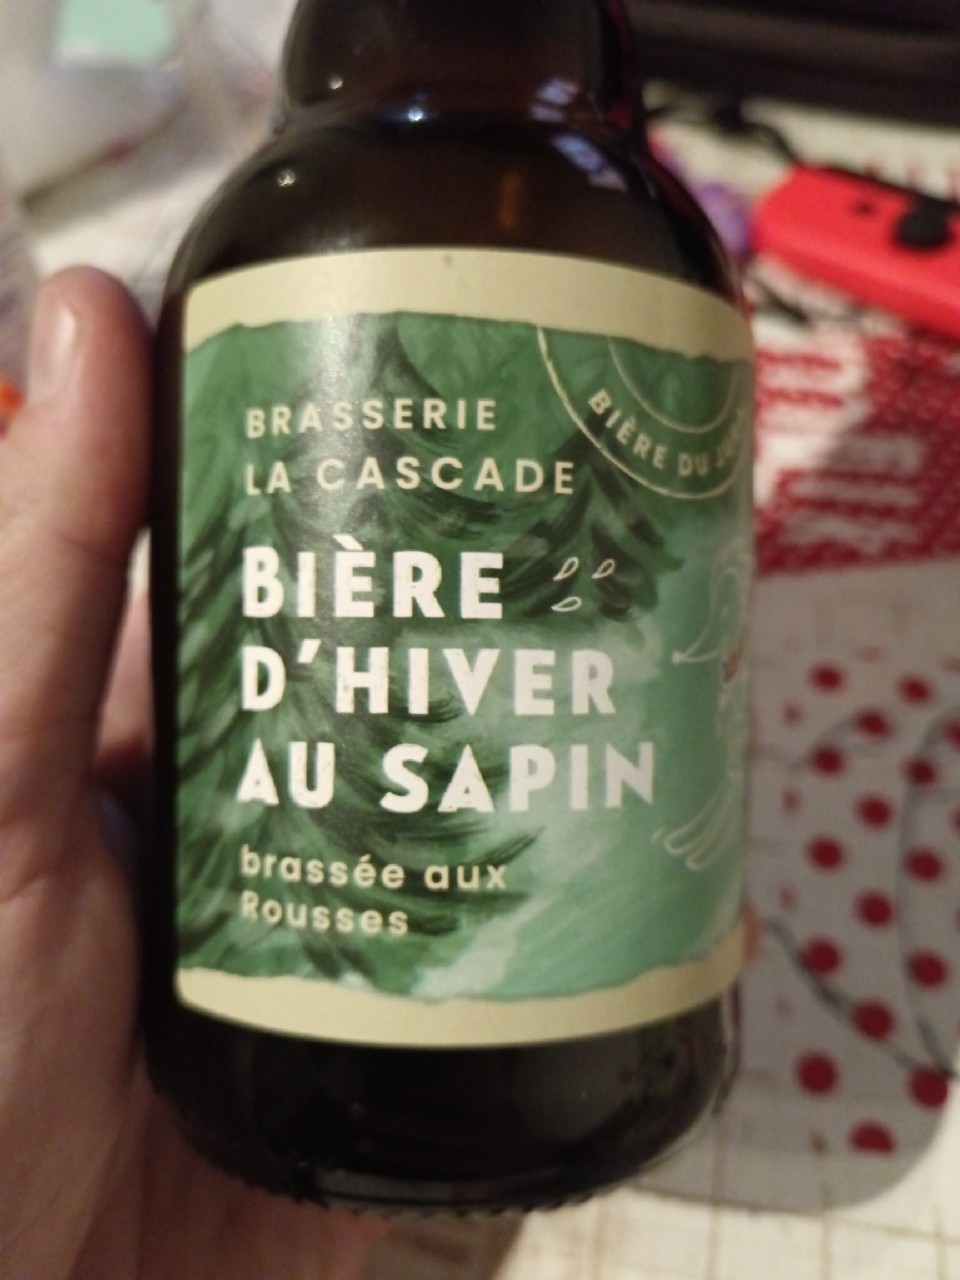 BRASSERIE
LA CASCADE
BIÈRE DU
BIÈRE
D'HIVER
AU SAPIN
brassée aux
Rousses